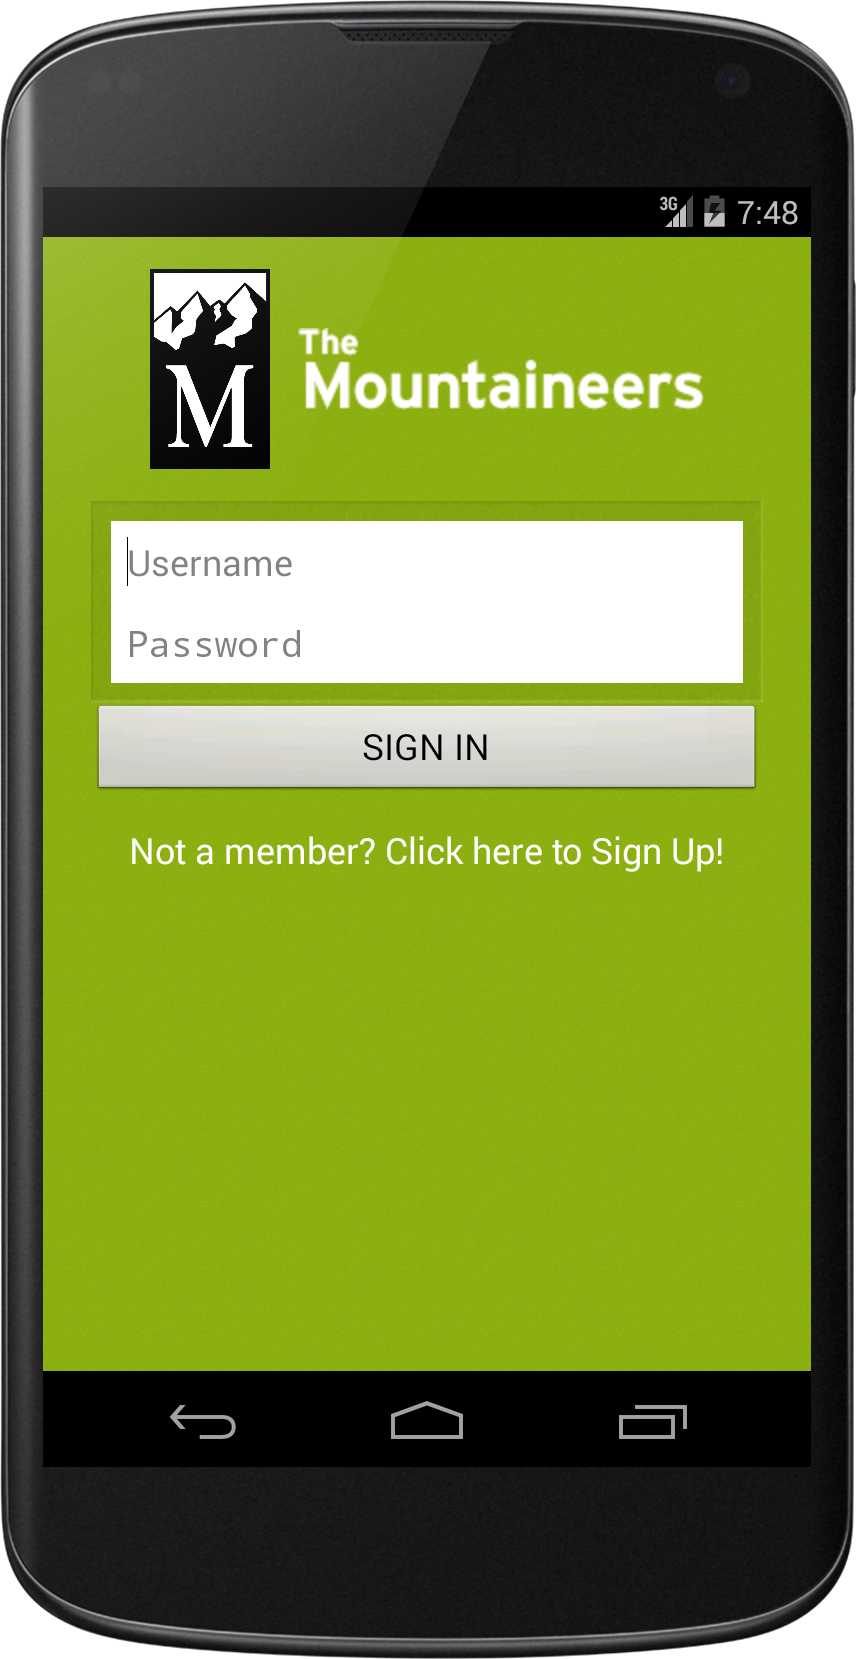 3G
7:48
M
The
Mountaineers
Username
Password
SIGN IN
Not a member? Click here to Sign Up!